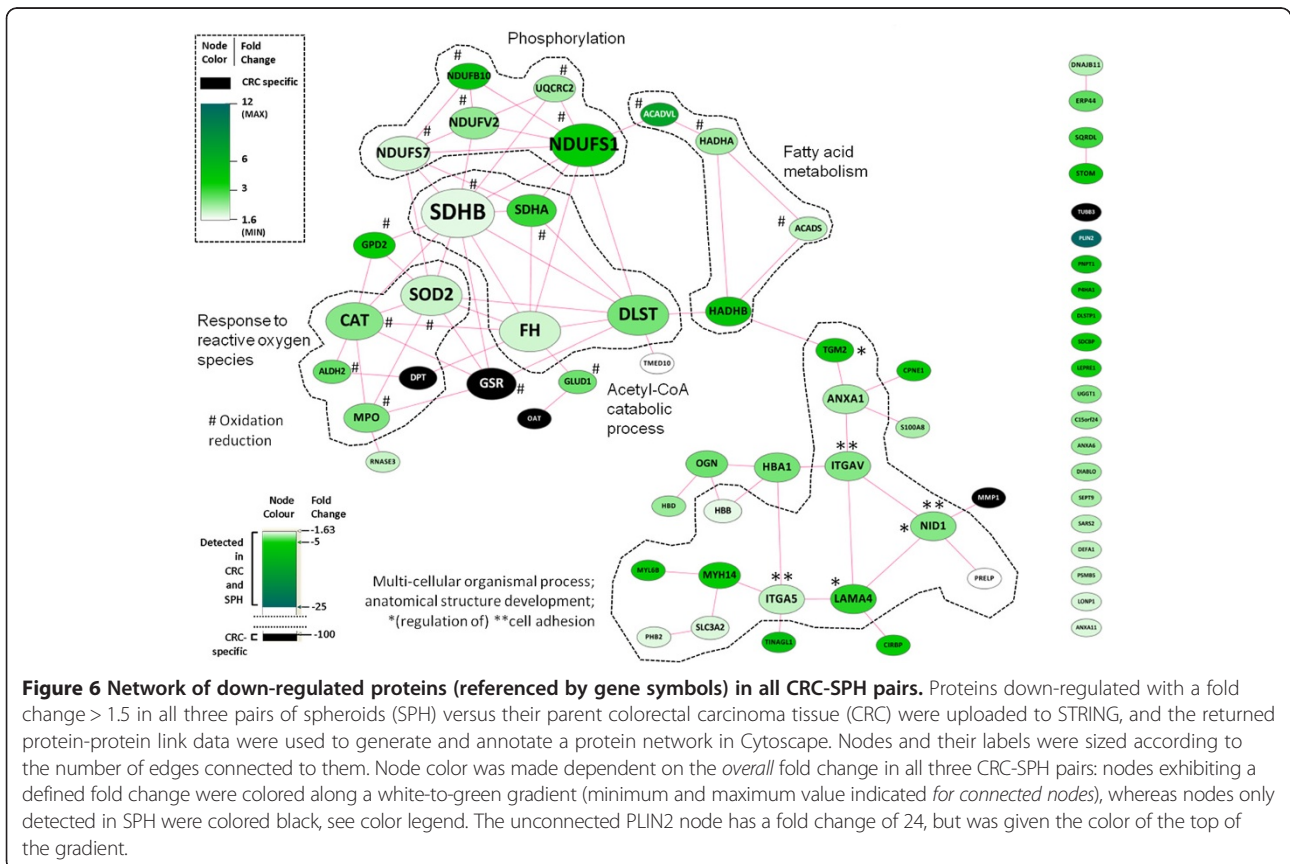 Node Color
Fold Change
CRC specific
12
(MAX)
6
3
1.6
(MIN)
Phosphorylation
#
NDUFB10
#
UQCRC2
#
NDUFV2
#
NDUFS7
#
NDUFS1
#
ACADVL
#
HADHA
Fatty acid
metabolism
#
ACADS
HADHB
#
SDHB
SDHA
#
#
GPD2
SOD2
#
CAT
#
FH
DLST
TMED10
Response to
reactive oxygen
species
ALDH2
#
DPT
GSR
#
GLUD1
#
OAT
Acetyl-CoA
catabolic
process
MPO
#
RNASE3
# Oxidation
reduction
TGM2
*
CPNE1
ANXA1
S100A8
**
ITGAV
OGN
HBA1
HBD
HBB
MMP1
**
*
NID1
PRELP
MYL6B
MYH14
**
ITGA5
*
LAMA4
PHB2
SLC3A2
TINAGL1
CIRBP
Node Colour
Fold Change
Detected
in
CRC
and
SPH
-1.63
-5
-25
CRC-
specific
-100
Multi-cellular organismal process;
anatomical structure development;
*(regulation of) **cell adhesion
DNAJB11
ERP44
SQRDL
STOM
TUBB3
PLIN2
PNPT1
P4HA1
DLSTP1
SDCBP
LEPRE1
UGGT1
C15orf24
ANXA6
DIABLO
SEPT9
SARS2
DEFA1
PSMB5
LONP1
ANXA11
Figure 6 Network of down-regulated proteins (referenced by gene symbols) in all CRC-SPH pairs. Proteins down-regulated with a fold
change > 1.5 in all three pairs of spheroids (SPH) versus their parent colorectal carcinoma tissue (CRC) were uploaded to STRING, and the returned
protein-protein link data were used to generate and annotate a protein network in Cytoscape. Nodes and their labels were sized according to
the number of edges connected to them. Node color was made dependent on the overall fold change in all three CRC-SPH pairs: nodes exhibiting a
defined fold change were colored along a white-to-green gradient (minimum and maximum value indicated for connected nodes), whereas nodes only
detected in SPH were colored black, see color legend. The unconnected PLIN2 node has a fold change of 24, but was given the color of the top of
the gradient.